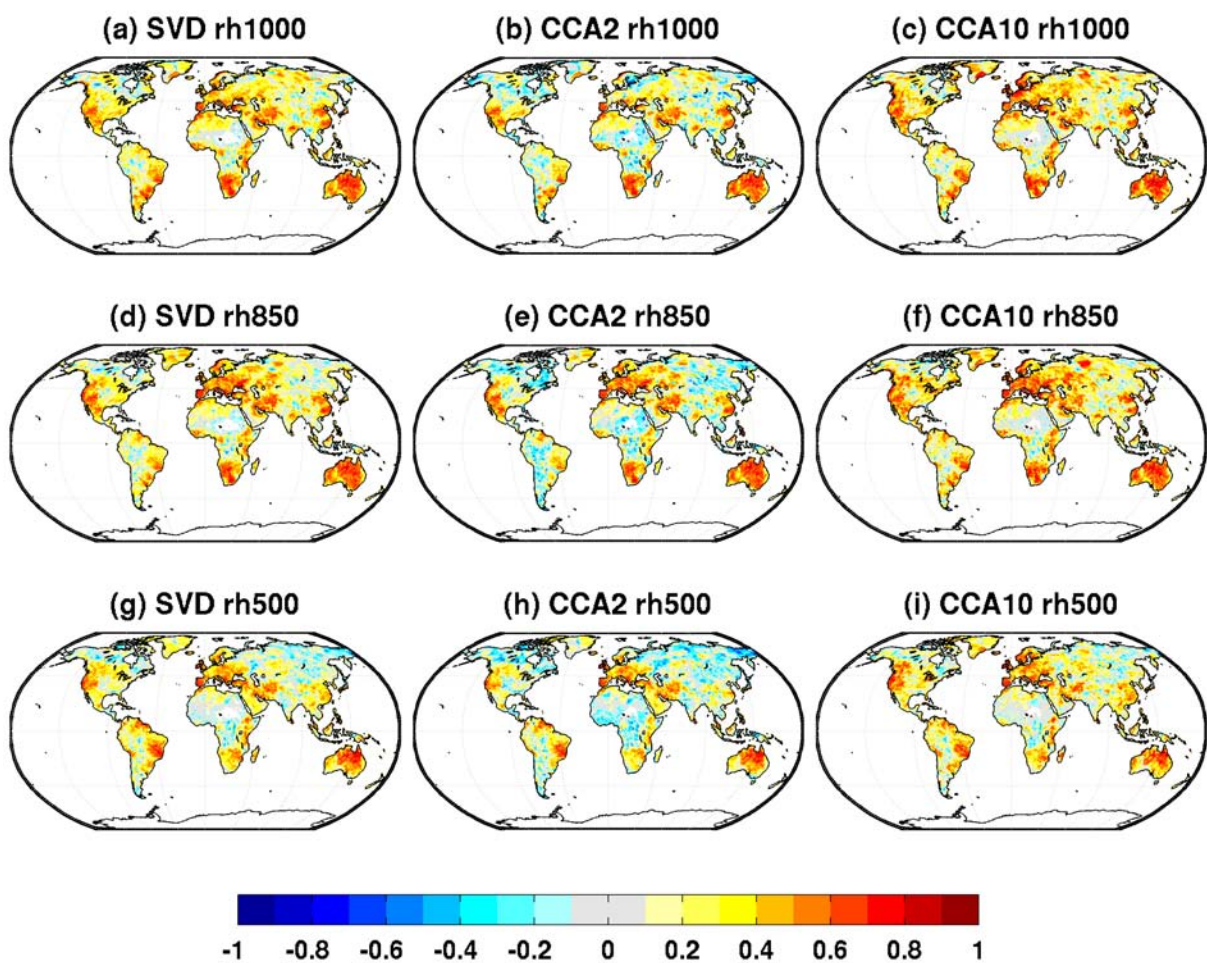 (a) SVD rh1000 (b) CCA2 rh1000 (c) CCA10 rh1000
(d) SVD rh850 (e) CCA2 rh850 (f) CCA10 rh850
(g) SVD rh500 (h) CCA2 rh500 (i) CCA10 rh500
-1 -0.8 -0.6 -0.4 -0.2 0 0.2 0.4 0.6 0.8 1